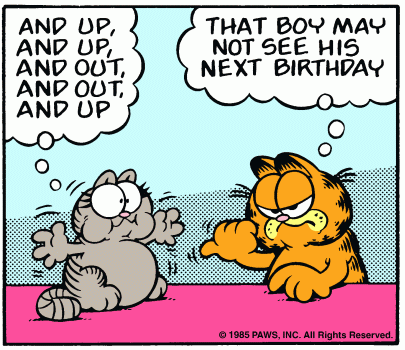 AND UP,
AND UP,
AND OUT,
AND OUT,
AND UP
THAT BOY MAY
NOT SEE HIS
NEXT BIRTHDAY
© 1985 PAWS, INC. All Rights Reserved.